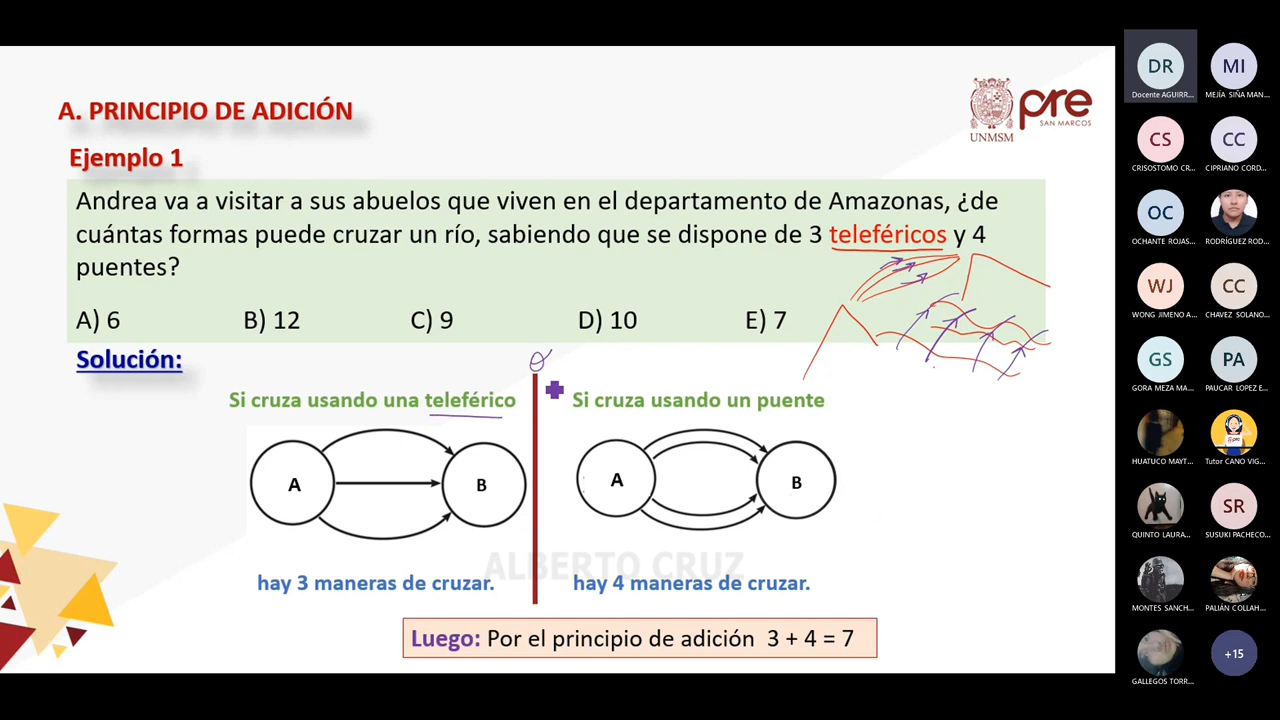 A. PRINCIPIO DE ADICIÓN
pre
SAN MARCOS
UNMSM
Ejemplo 1
Andrea va a visitar a sus abuelos que viven en el departamento de Amazonas, ¿de
cuántas formas puede cruzar un río, sabiendo que se dispone de 3 teleféricos y 4
puentes?
A) 6 B) 12 C) 9 D) 10 E) 7
Solución:
o
Si cruza usando una teleférico
Si cruza usando un puente
A B
A B
ALBERTO CRUZ
hay 3 maneras de cruzar.
hay 4 maneras de cruzar.
Luego: Por el principio de adición 3 + 4 = 7
DR
Docente AGUIRR...
MI
MEJÍA SIÑA MAN...
CS
CRISOSTOMO CR...
CC
CIPRIANO CORD...
OC
OCHANTE ROJAS...
RODRÍGUEZ ROD...
WJ
WONG JIMENO A...
CC
CHAVEZ SOLANO...
GS
GORA MEZA MA...
PA
PAUCAR LOPEZ E...
HUATUCO MAYT...
Tutor CANO VIG...
QUINTO LAURA...
SR
SUSUKI PACHECO...
MONTES SANCH...
PALIÁN COLLAH...
GALLEGOS TORR...
+15